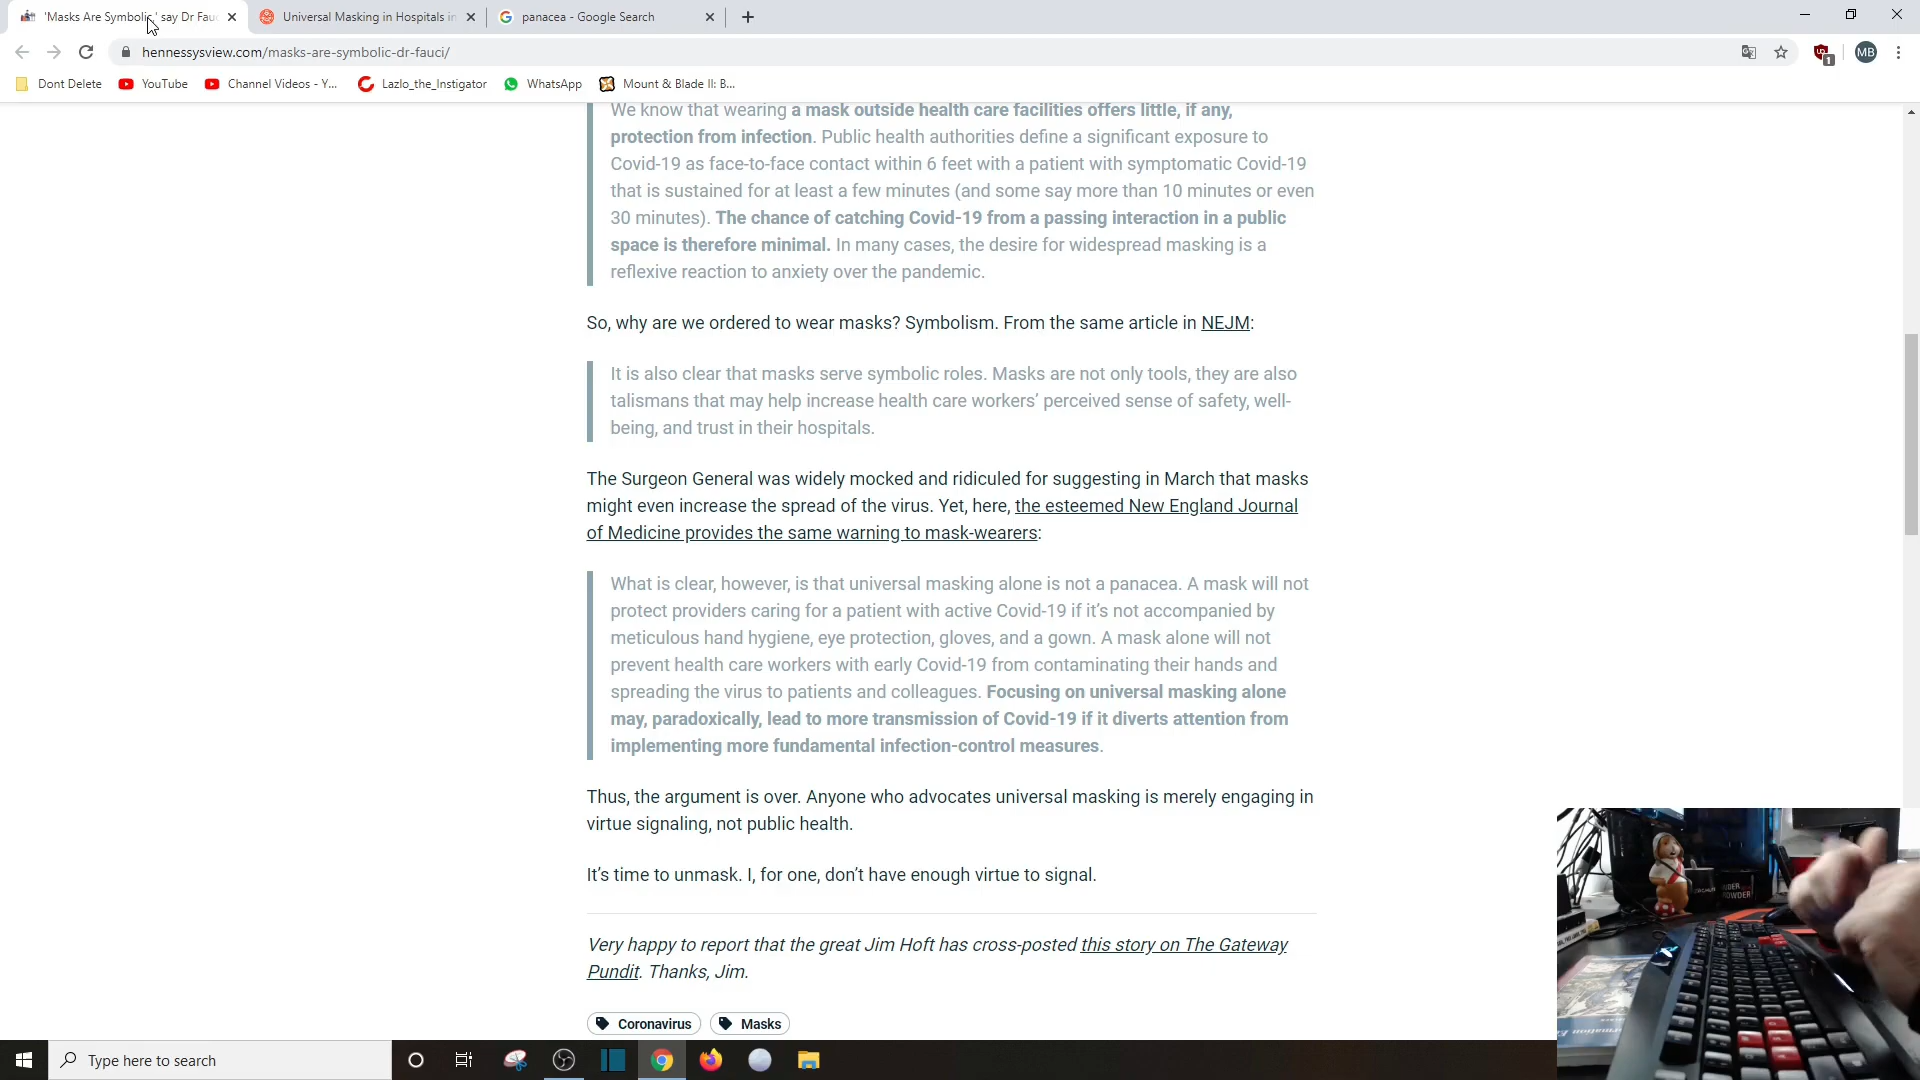 'Masks Are Symbolic,' say Dr Fauc
Universal Masking in Hospitals in
panacea - Google Search
hennessysview.com/masks-are-symbolic-dr-fauci/
1
MB
Dont Delete
YouTube
Channel Videos - Y...
Lazlo_the_Instigator
WhatsApp
Mount & Blade II: B...
We know that wearing a mask outside health care facilities offers little, if any,
protection from infection. Public health authorities define a significant exposure to
Covid-19 as face-to-face contact within 6 feet with a patient with symptomatic Covid-19
that is sustained for at least a few minutes (and some say more than 10 minutes or even
30 minutes). The chance of catching Covid-19 from a passing interaction in a public
space is therefore minimal. In many cases, the desire for widespread masking is a
reflexive reaction to anxiety over the pandemic.
So, why are we ordered to wear masks? Symbolism. From the same article in NEJM:
It is also clear that masks serve symbolic roles. Masks are not only tools, they are also
talismans that may help increase health care workers' perceived sense of safety, well-
being, and trust in their hospitals.
The Surgeon General was widely mocked and ridiculed for suggesting in March that masks
might even increase the spread of the virus. Yet, here, the esteemed New England Journal
of Medicine provides the same warning to mask-wearers:
What is clear, however, is that universal masking alone is not a panacea. A mask will not
protect providers caring for a patient with active Covid-19 if it's not accompanied by
meticulous hand hygiene, eye protection, gloves, and a gown. A mask alone will not
prevent health care workers with early Covid-19 from contaminating their hands and
spreading the virus to patients and colleagues. Focusing on universal masking alone
may, paradoxically, lead to more transmission of Covid-19 if it diverts attention from
implementing more fundamental infection-control measures.
Thus, the argument is over. Anyone who advocates universal masking is merely engaging in
virtue signaling, not public health.
It's time to unmask. I, for one, don't have enough virtue to signal.
Very happy to report that the great Jim Hoft has cross-posted this story on The Gateway
Pundit. Thanks, Jim.
Coronavirus
Masks
Type here to search